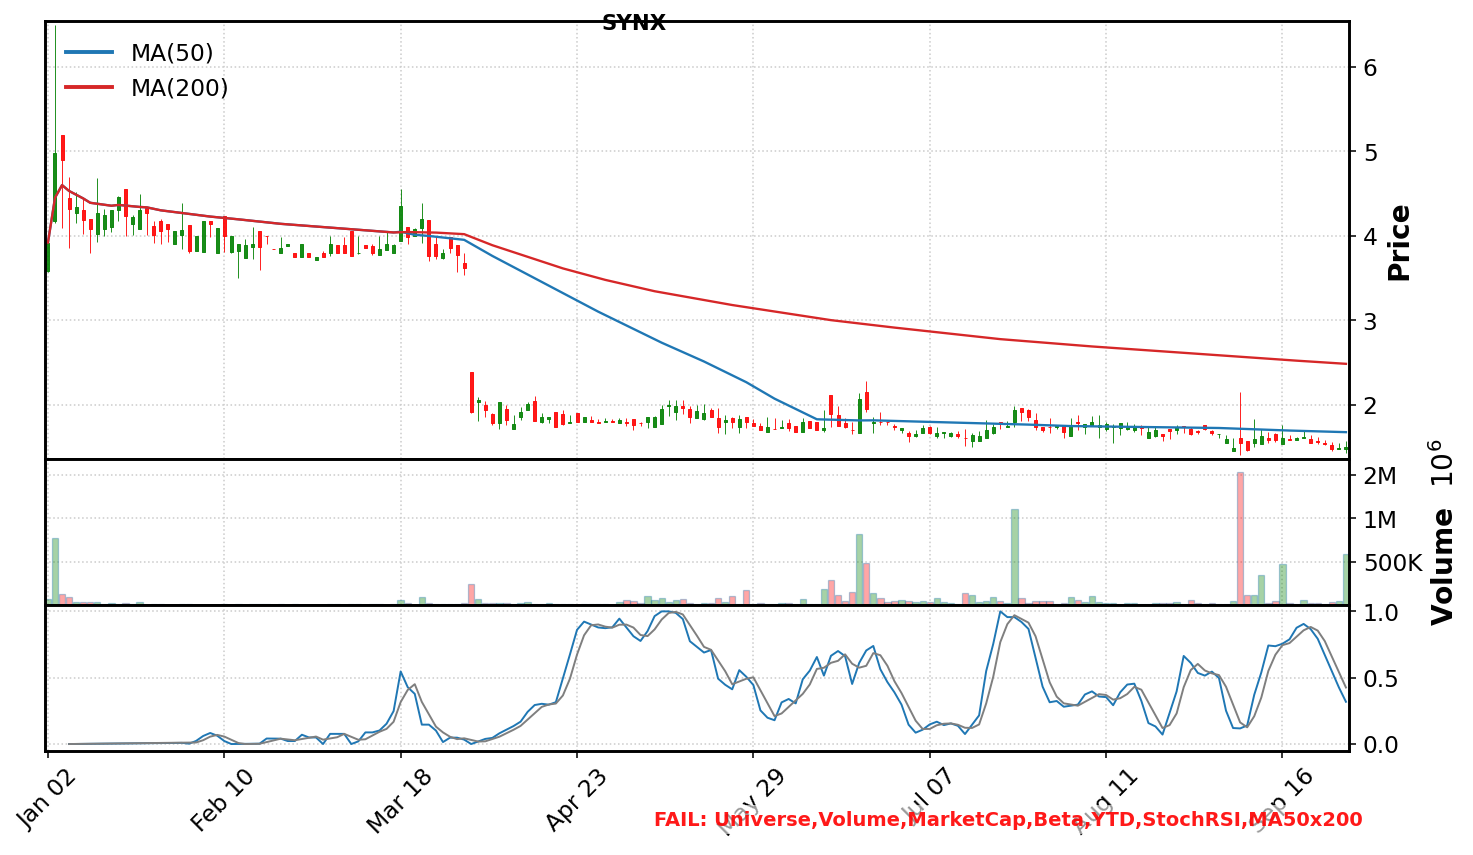 SYNX
MA(50)
MA(200)
6
5
4
3
2
Price
2M
1M
500K
Volume 10⁶
1.0
0.5
0.0
Jan 02
Feb 10
Mar 18
Apr 23
May 29
Jul 07
Aug 11
Sep 16
FAIL: Universe,Volume,MarketCap,Beta,YTD,StochRSI,MA50x200